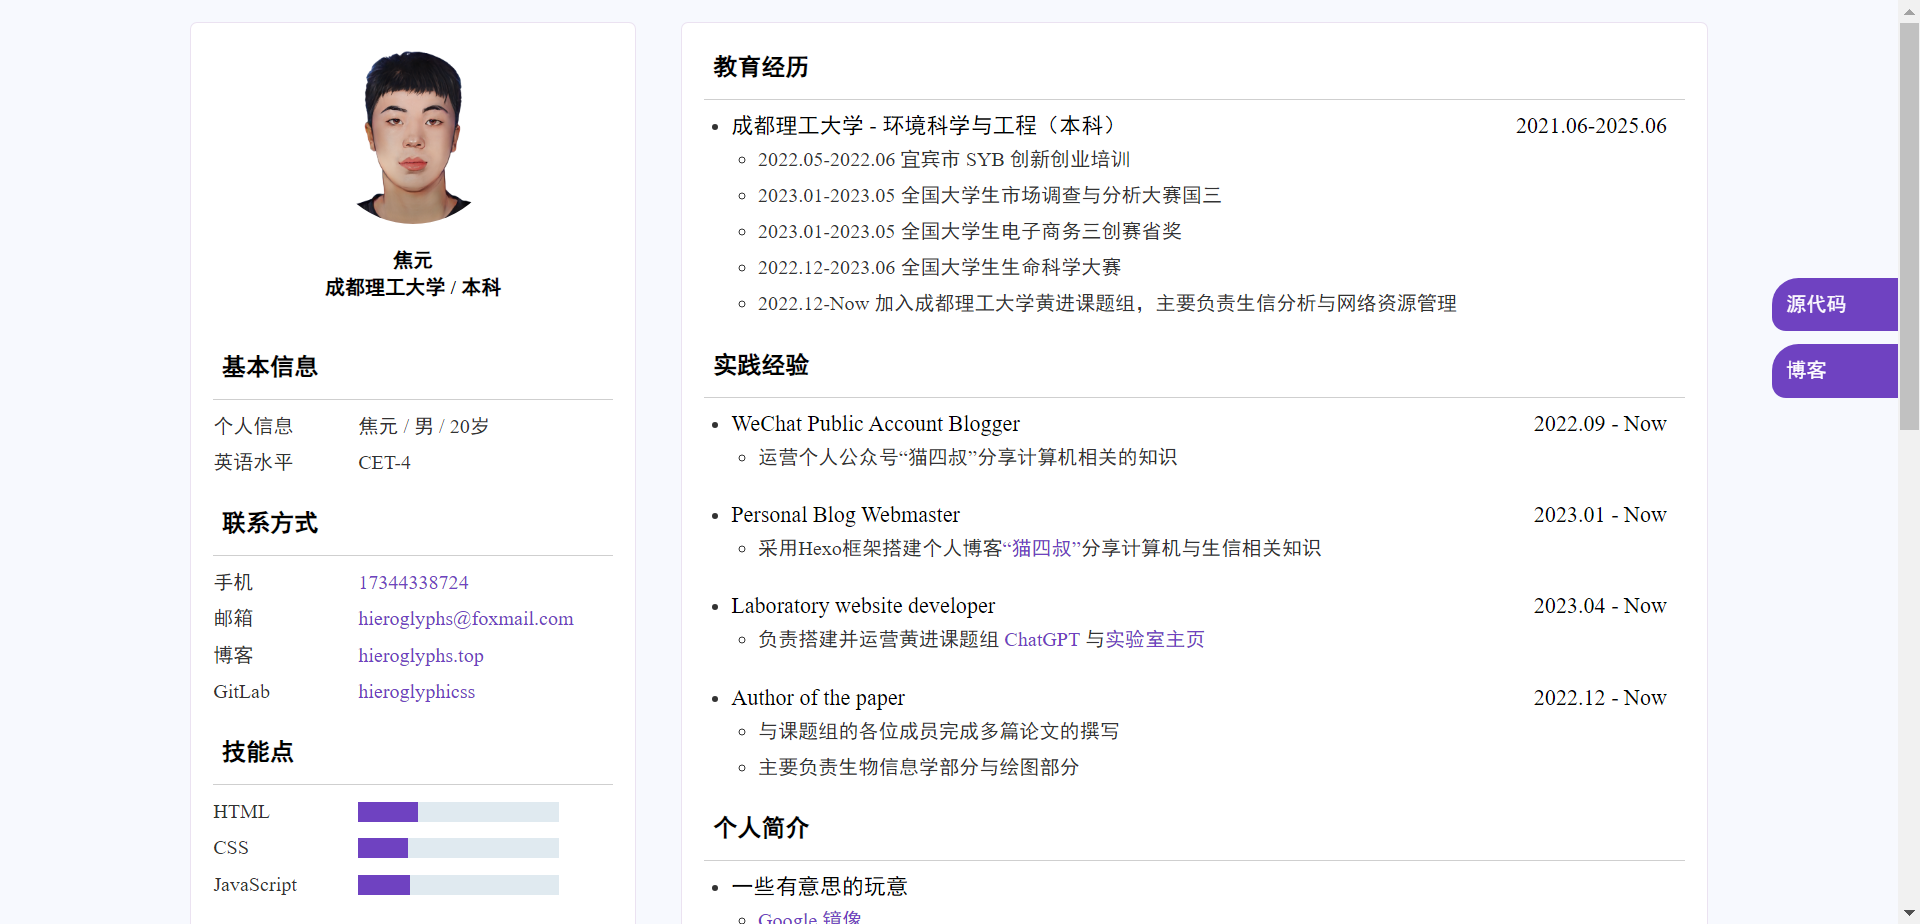 焦元
成都理工大学 / 本科
基本信息
个人信息 焦元 / 男 / 20岁
英语水平 CET-4
联系方式
手机 17344338724
邮箱 hieroglyphs@foxmail.com
博客 hieroglyphs.top
GitLab hieroglyphicss
技能点
HTML
CSS
JavaScript
教育经历
成都理工大学 - 环境科学与工程（本科） 2021.06-2025.06
2022.05-2022.06 宜宾市 SYB 创新创业培训
2023.01-2023.05 全国大学生市场调查与分析大赛国三
2023.01-2023.05 全国大学生电子商务三创赛省奖
2022.12-2023.06 全国大学生生命科学大赛
2022.12-Now 加入成都理工大学黄进课题组，主要负责生信分析与网络资源管理
实践经验
WeChat Public Account Blogger 2022.09 - Now
运营个人公众号“猫四叔”分享计算机相关的知识
Personal Blog Webmaster 2023.01 - Now
采用Hexo框架搭建个人博客“猫四叔”分享计算机与生信相关知识
Laboratory website developer 2023.04 - Now
负责搭建并运营黄进课题组 ChatGPT 与实验室主页
Author of the paper 2022.12 - Now
与课题组的各位成员完成多篇论文的撰写
主要负责生物信息学部分与绘图部分
个人简介
一些有意思的玩意
Google 镜像
源代码
博客